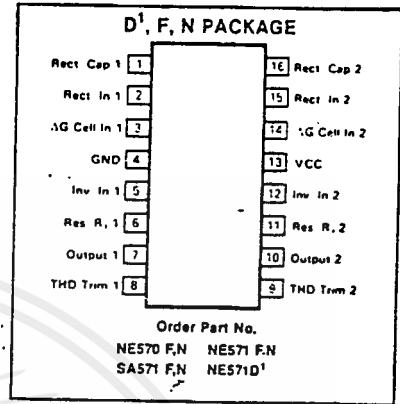 D¹, F, N PACKAGE
Rect Cap 1 1 16 Rect Cap 2
Rect In 1 2 15 Rect In 2
ΔG Cell In 1 3 14 ΔG Cell In 2
GND 4 13 VCC
Inv In 1 5 12 Inv In 2
Res R, 1 6 11 Res R, 2
Output 1 7 10 Output 2
THD Trim 1 8 9 THD Trim 2
Order Part No.
NE570 F,N NE571 F,N
SA571 F,N NE571D¹